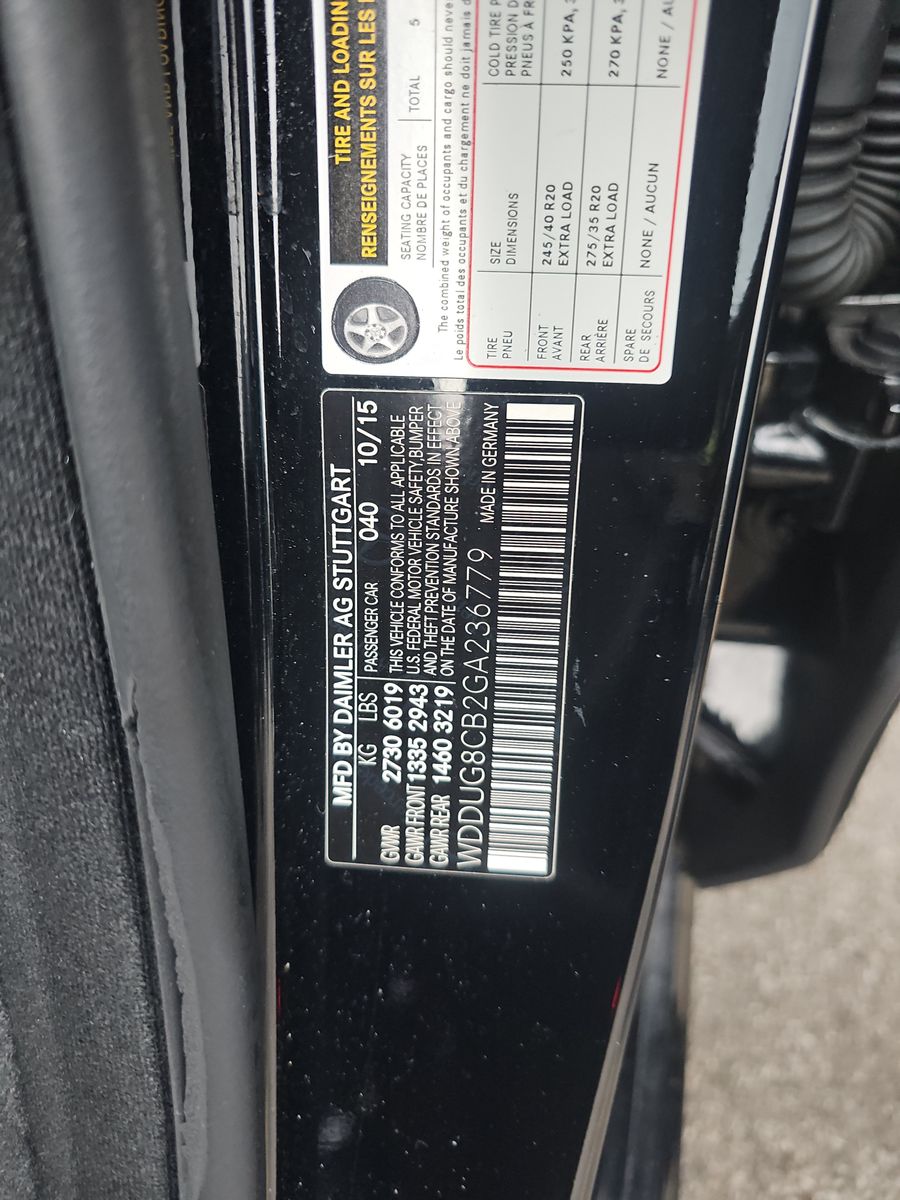 MFD BY DAIMLER AG STUTTGART
KG LBS PASSENGER CAR 040 10/15
GVWR 2730 6019
GAWR FRONT 1335 2943
GAWR REAR 1460 3219
THIS VEHICLE CONFORMS TO ALL APPLICABLE
U.S. FEDERAL MOTOR VEHICLE SAFETY,BUMPER
AND THEFT PREVENTION STANDARDS IN EFFECT
ON THE DATE OF MANUFACTURE SHOWN ABOVE
WDDUG8CB2GA236779 MADE IN GERMANY
TIRE AND LOADIN
RENSEIGNEMENTS SUR LES
SEATING CAPACITY
NOMBRE DE PLACES
TOTAL 5
The combined weight of occupants and cargo should never
Le poids total des occupants et du chargement ne doit jamais d
TIRE
PNEU
SIZE
DIMENSIONS
COLD TIRE P
PRESSION D
PNEUS À FR
FRONT
AVANT
245/40 R20
EXTRA LOAD
250 KPA, 3
REAR
ARRIÈRE
275/35 R20
EXTRA LOAD
270 KPA, 3
SPARE
DE SECOURS
NONE / AUCUN
NONE / AU